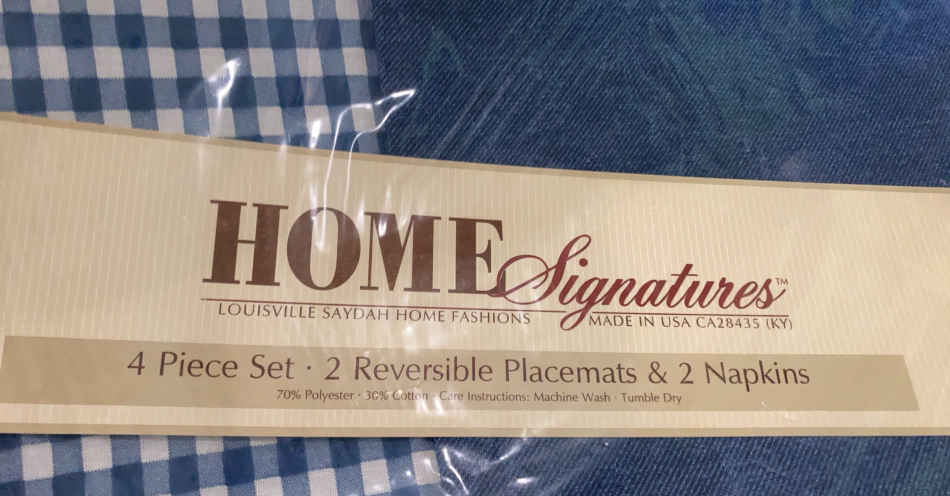 HOME Signatures™
LOUISVILLE SAYDAH HOME FASHIONS MADE IN USA CA28435 (KY)
4 Piece Set · 2 Reversible Placemats & 2 Napkins
70% Polyester · 30% Cotton · Care Instructions: Machine Wash · Tumble Dry